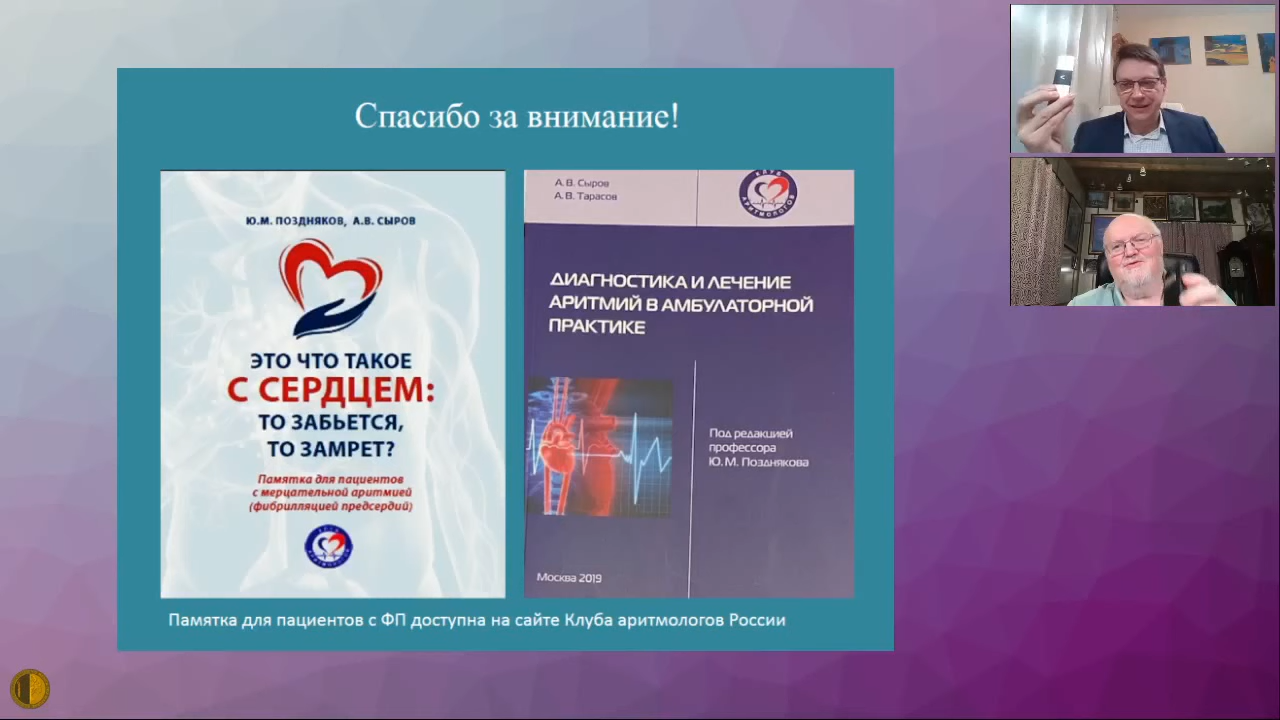 Спасибо за внимание!
Ю.М. ПОЗДНЯКОВ, А.В. СЫРОВ
ЭТО ЧТО ТАКОЕ
С СЕРДЦЕМ:
ТО ЗАБЬЕТСЯ,
ТО ЗАМРЕТ?
Памятка для пациентов
с мерцательной аритмией
(фибрилляцией предсердий)
А. В. Сыров
А. В. Тарасов
КЛУБ
АРИТМОЛОГОВ
ДИАГНОСТИКА И ЛЕЧЕНИЕ
АРИТМИЙ В АМБУЛАТОРНОЙ
ПРАКТИКЕ
Под редакцией
профессора
Ю. М. Позднякова
Москва 2019
Памятка для пациентов с ФП доступна на сайте Клуба аритмологов России